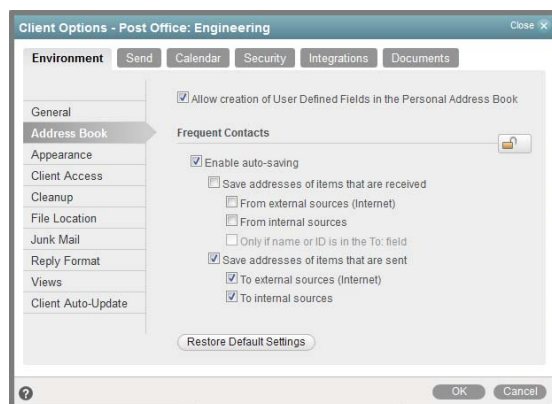 Client Options - Post Office: Engineering
Close
Environment Send Calendar Security Integrations Documents
General
Address Book
Appearance
Client Access
Cleanup
File Location
Junk Mail
Reply Format
Views
Client Auto-Update
Allow creation of User Defined Fields in the Personal Address Book
Frequent Contacts
Enable auto-saving
Save addresses of items that are received
From external sources (Internet)
From internal sources
Only if name or ID is in the To: field
Save addresses of items that are sent
To external sources (Internet)
To internal sources
Restore Default Settings
?
OK Cancel